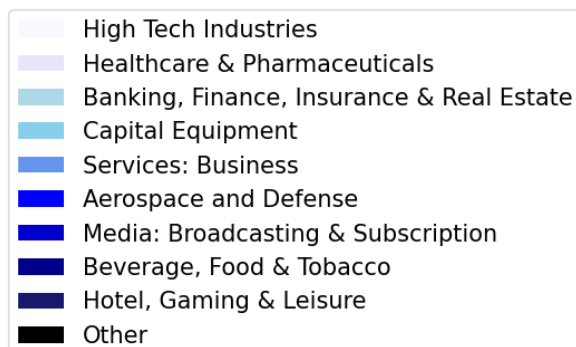 High Tech Industries
Healthcare & Pharmaceuticals
Banking, Finance, Insurance & Real Estate
Capital Equipment
Services: Business
Aerospace and Defense
Media: Broadcasting & Subscription
Beverage, Food & Tobacco
Hotel, Gaming & Leisure
Other